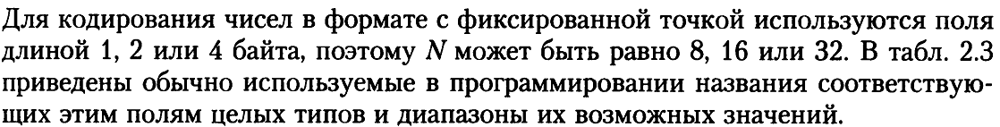 Для кодирования чисел в формате с фиксированной точкой используются поля
длиной 1, 2 или 4 байта, поэтому N может быть равно 8, 16 или 32. В табл. 2.3
приведены обычно используемые в программировании названия соответствую-
щих этим полям целых типов и диапазоны их возможных значений.